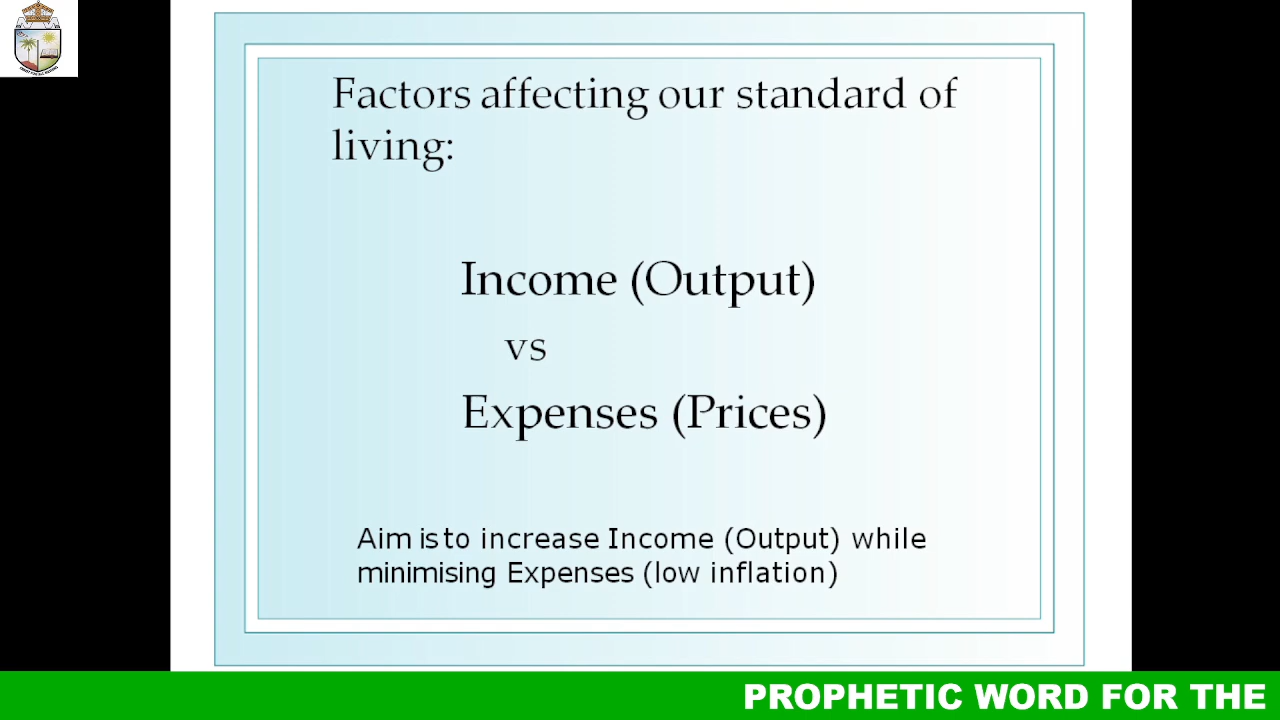 Factors affecting our standard of
living:
Income (Output)
vs
Expenses (Prices)
Aim is to increase Income (Output) while
minimising Expenses (low inflation)
PROPHETIC WORD FOR THE